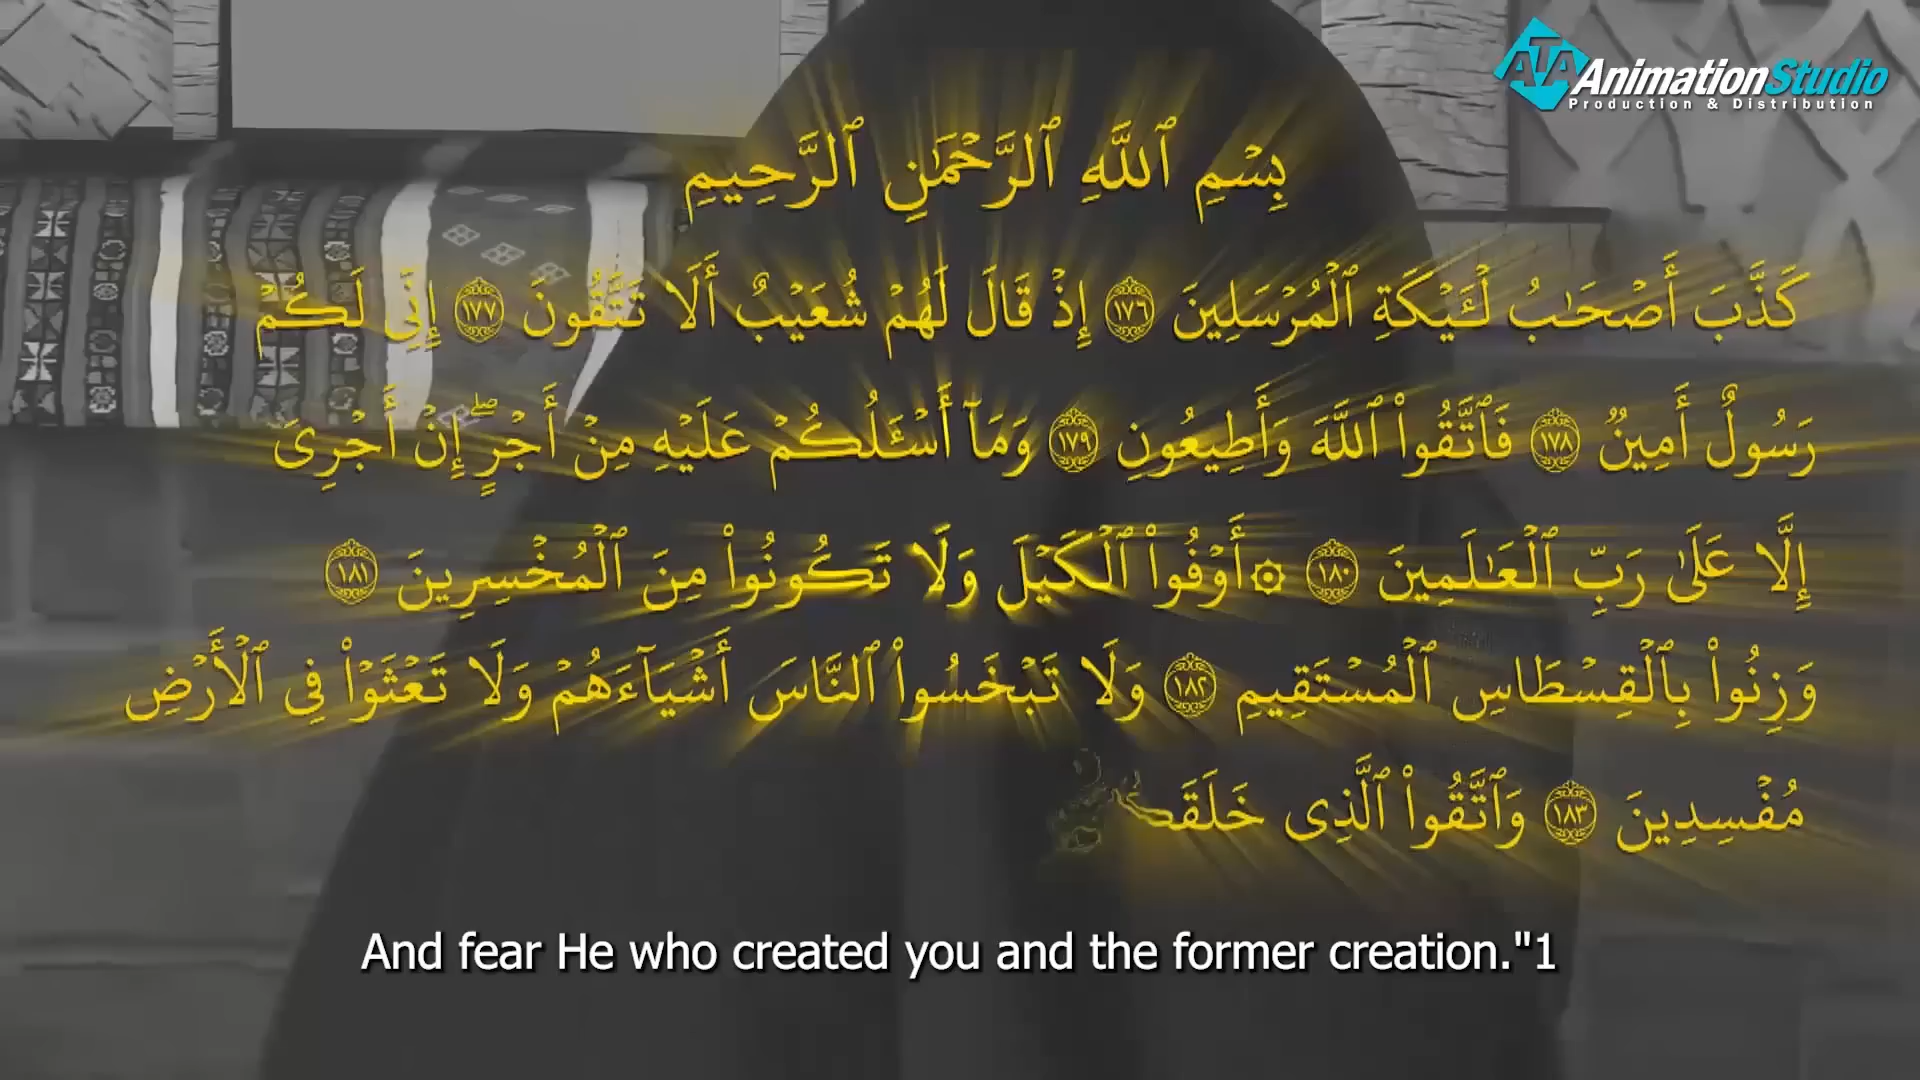 ATA AnimationStudio
Production & Distribution
بِسْمِ ٱللَّهِ ٱلرَّحْمَٰنِ ٱلرَّحِيمِ
كَذَّبَ أَصْحَٰبُ لْـَٔيْكَةِ ٱلْمُرْسَلِينَ ١٧٦ إِذْ قَالَ لَهُمْ شُعَيْبٌ أَلَا تَتَّقُونَ ١٧٧ إِنِّى لَكُمْ
رَسُولٌ أَمِينٌ ١٧٨ فَٱتَّقُوا۟ ٱللَّهَ وَأَطِيعُونِ ١٧٩ وَمَآ أَسْـَٔلُكُمْ عَلَيْهِ مِنْ أَجْرٍ ۖ إِنْ أَجْرِىَ
إِلَّا عَلَىٰ رَبِّ ٱلْعَٰلَمِينَ ١٨٠ ۞ أَوْفُوا۟ ٱلْكَيْلَ وَلَا تَكُونُوا۟ مِنَ ٱلْمُخْسِرِينَ ١٨١
وَزِنُوا۟ بِٱلْقِسْطَاسِ ٱلْمُسْتَقِيمِ ١٨٢ وَلَا تَبْخَسُوا۟ ٱلنَّاسَ أَشْيَآءَهُمْ وَلَا تَعْثَوْا۟ فِى ٱلْأَرْضِ
مُفْسِدِينَ ١٨٣ وَٱتَّقُوا۟ ٱلَّذِى
And fear He who created you and the former creation."1